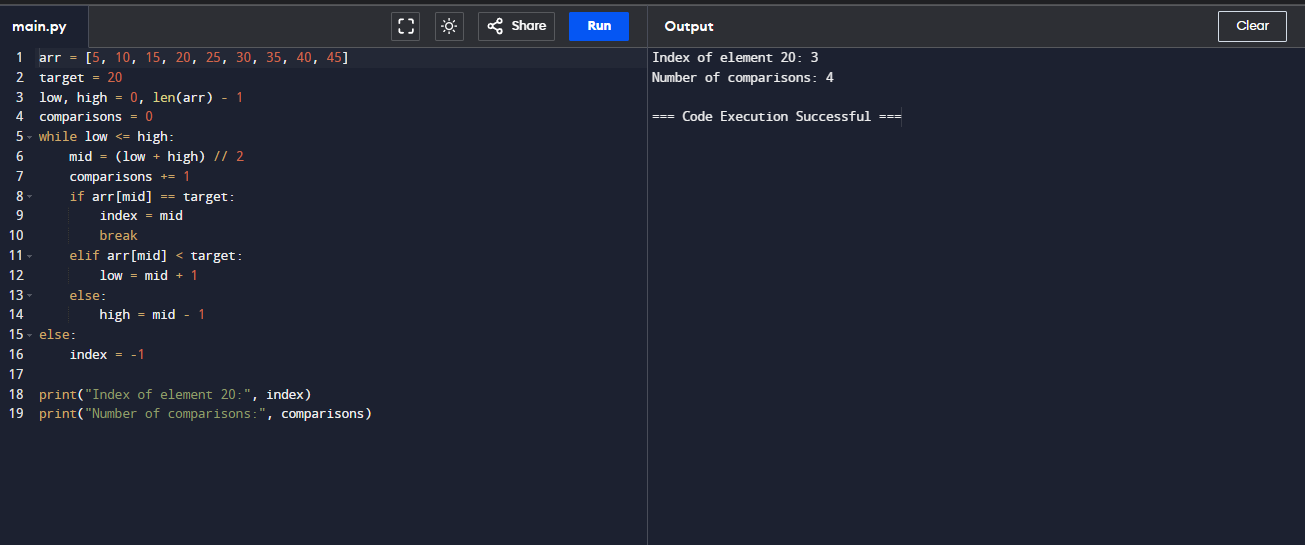 main.py
Share
Run
Output
Clear
1 arr = [5, 10, 15, 20, 25, 30, 35, 40, 45]
2 target = 20
3 low, high = 0, len(arr) - 1
4 comparisons = 0
5 while low <= high:
6     mid = (low + high) // 2
7     comparisons += 1
8     if arr[mid] == target:
9         index = mid
10         break
11     elif arr[mid] < target:
12         low = mid + 1
13     else:
14         high = mid - 1
15 else:
16     index = -1
17
18 print("Index of element 20:", index)
19 print("Number of comparisons:", comparisons)
Index of element 20: 3
Number of comparisons: 4
=== Code Execution Successful ===